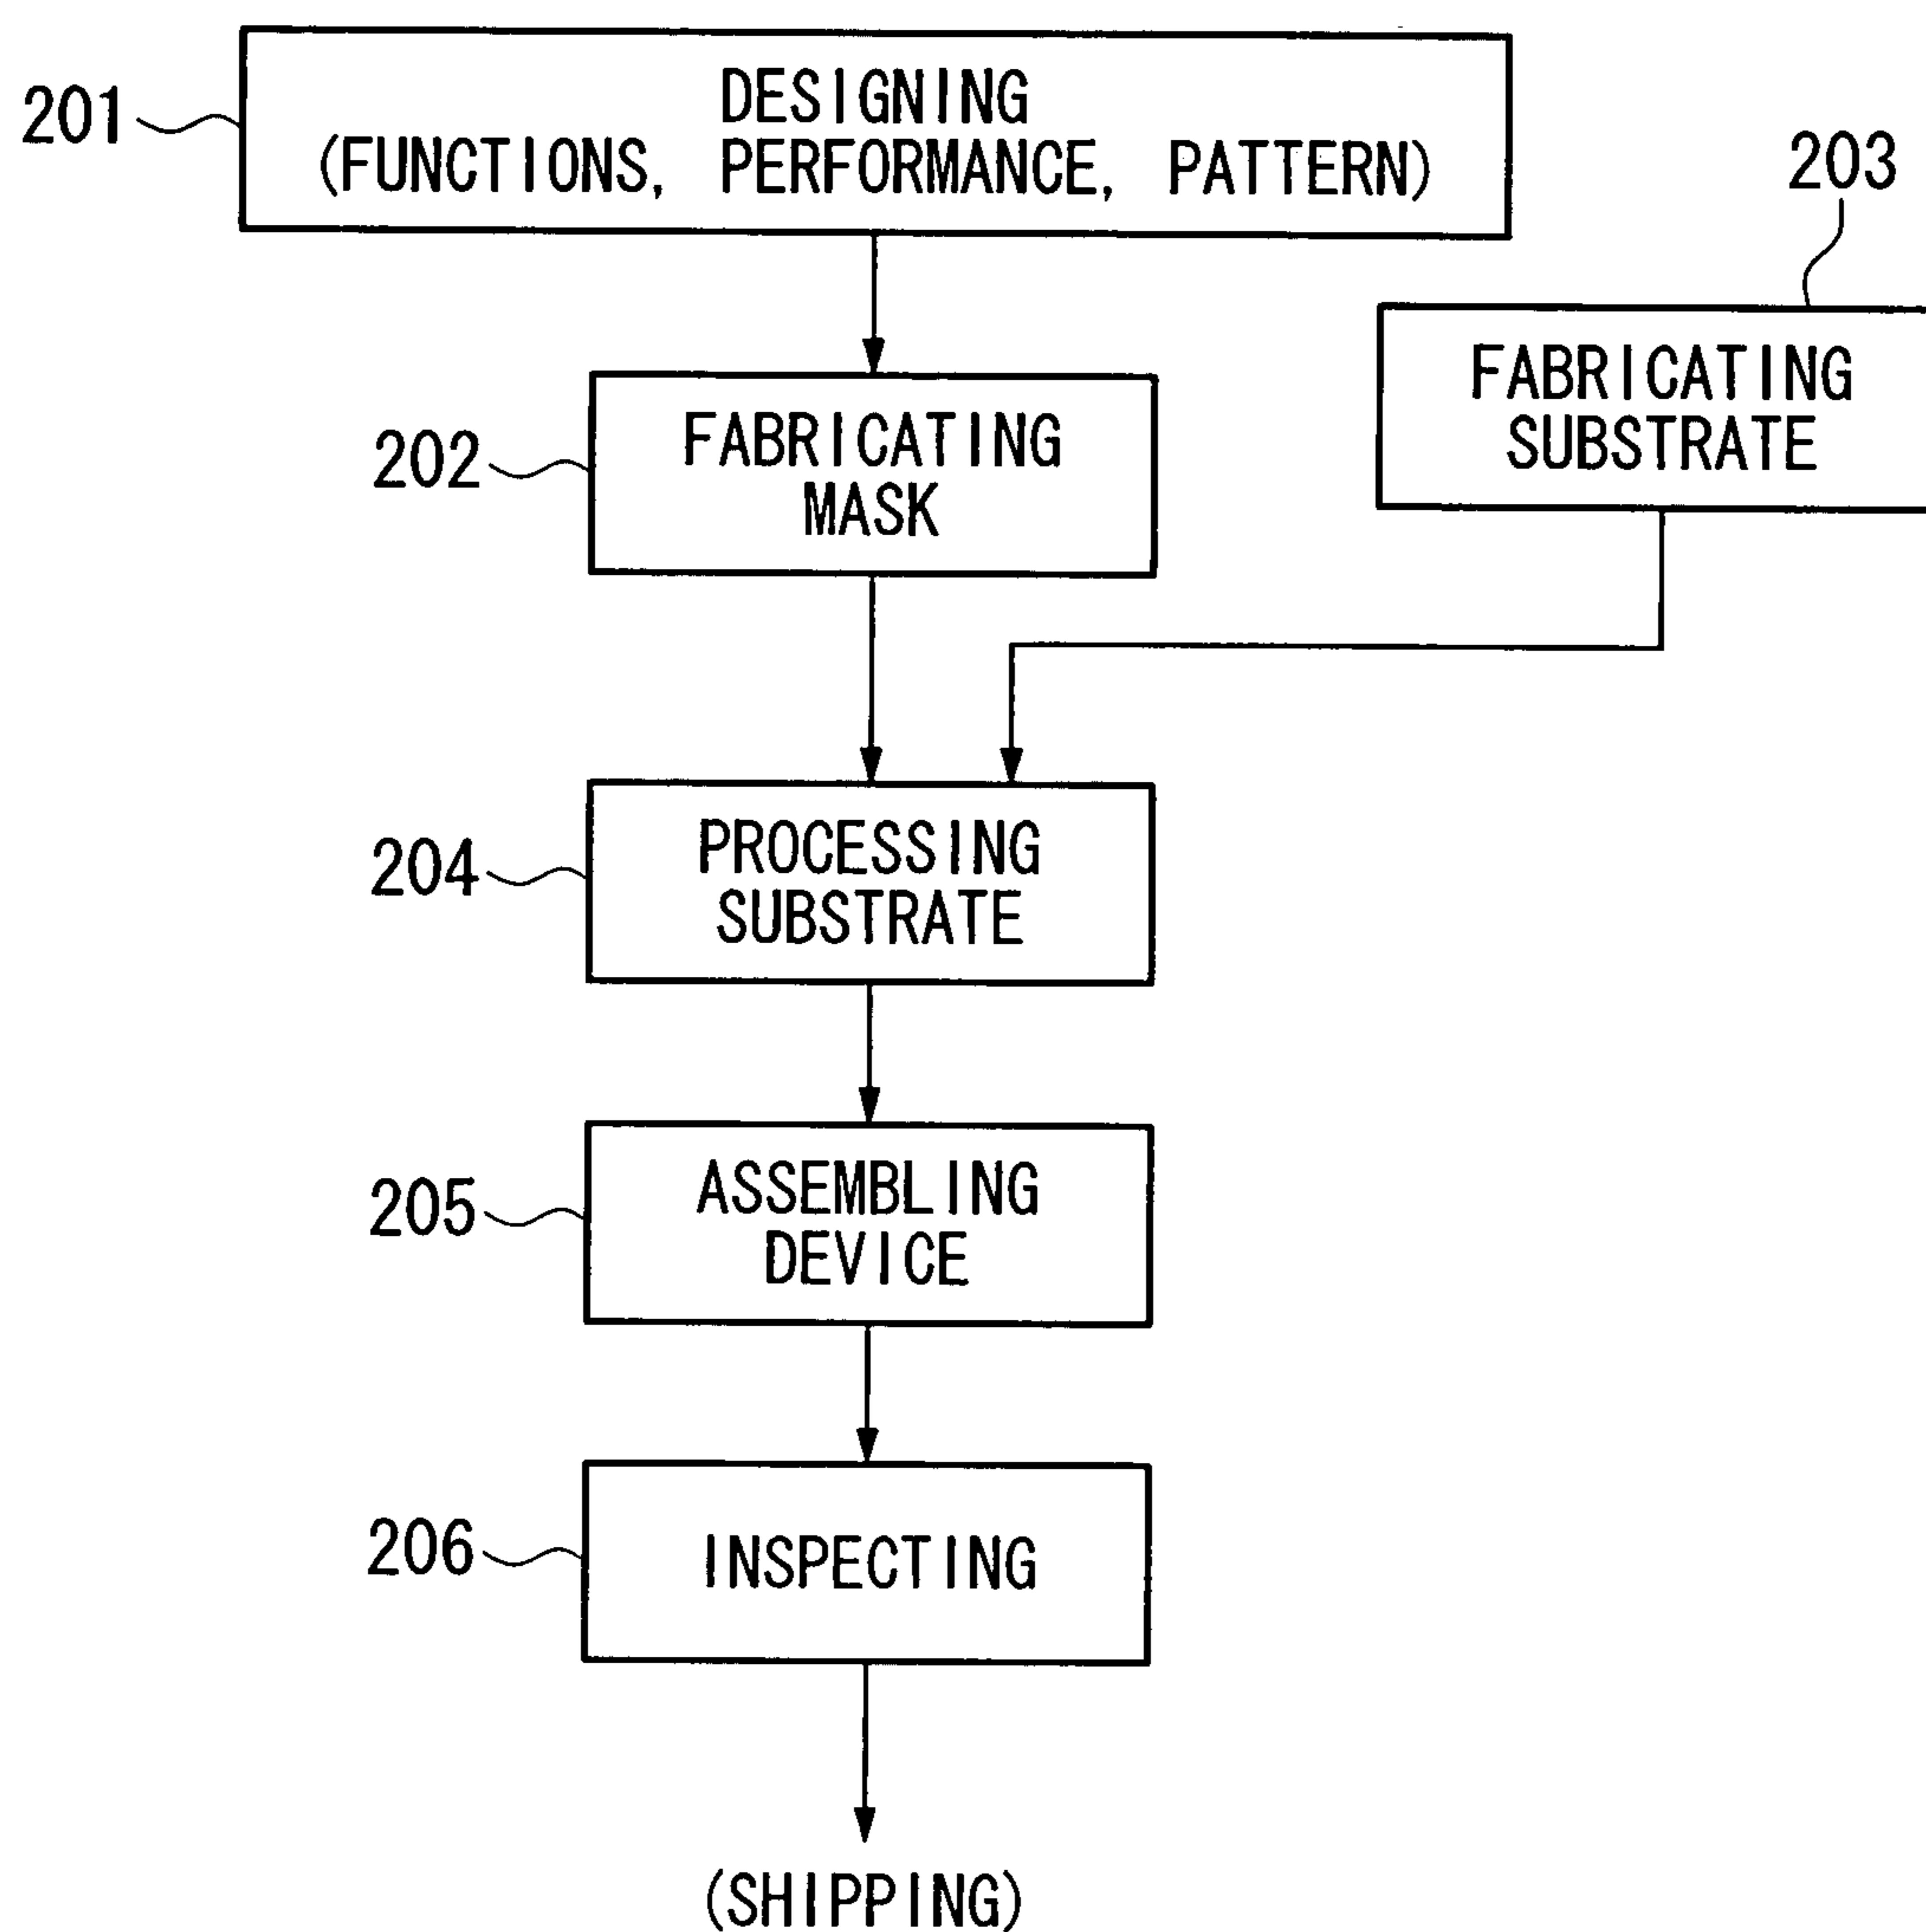 201
DESIGNING
(FUNCTIONS, PERFORMANCE, PATTERN)
203
FABRICATING
SUBSTRATE
202
FABRICATING
MASK
204
PROCESSING
SUBSTRATE
205
ASSEMBLING
DEVICE
206
INSPECTING
(SHIPPING)